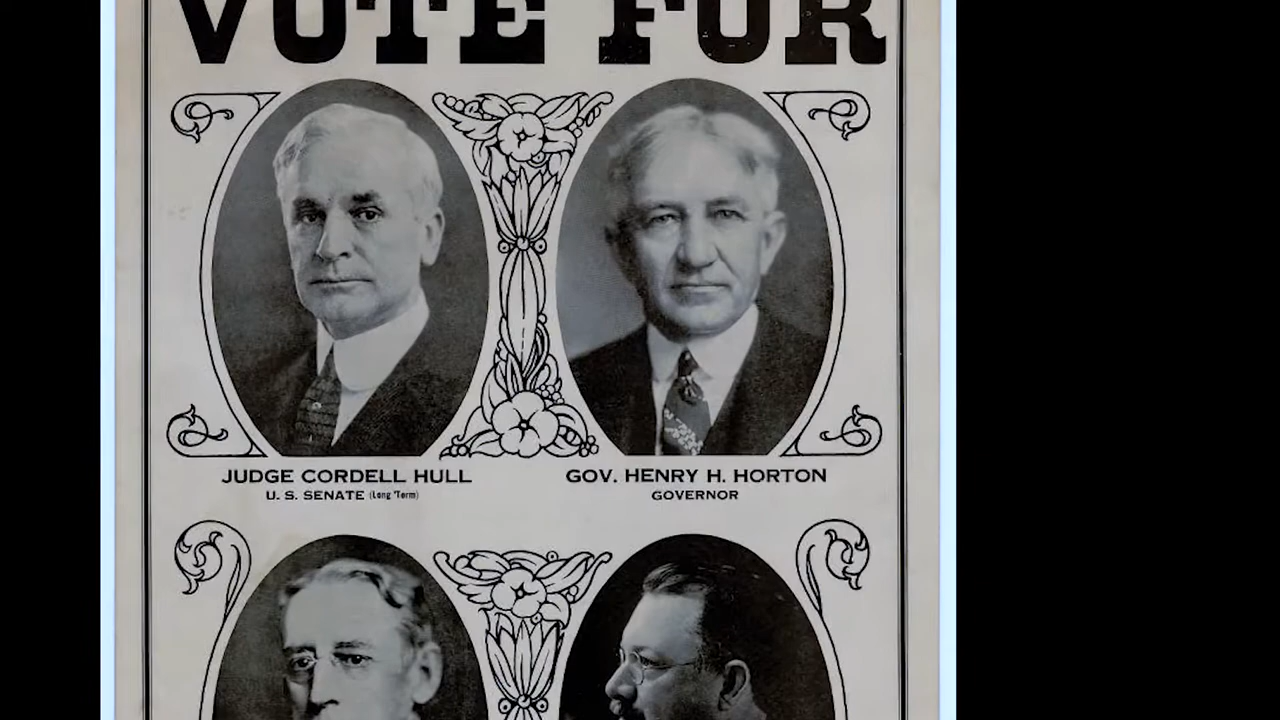 VOTE FOR
JUDGE CORDELL HULL
U. S. SENATE (Long Term)
GOV. HENRY H. HORTON
GOVERNOR